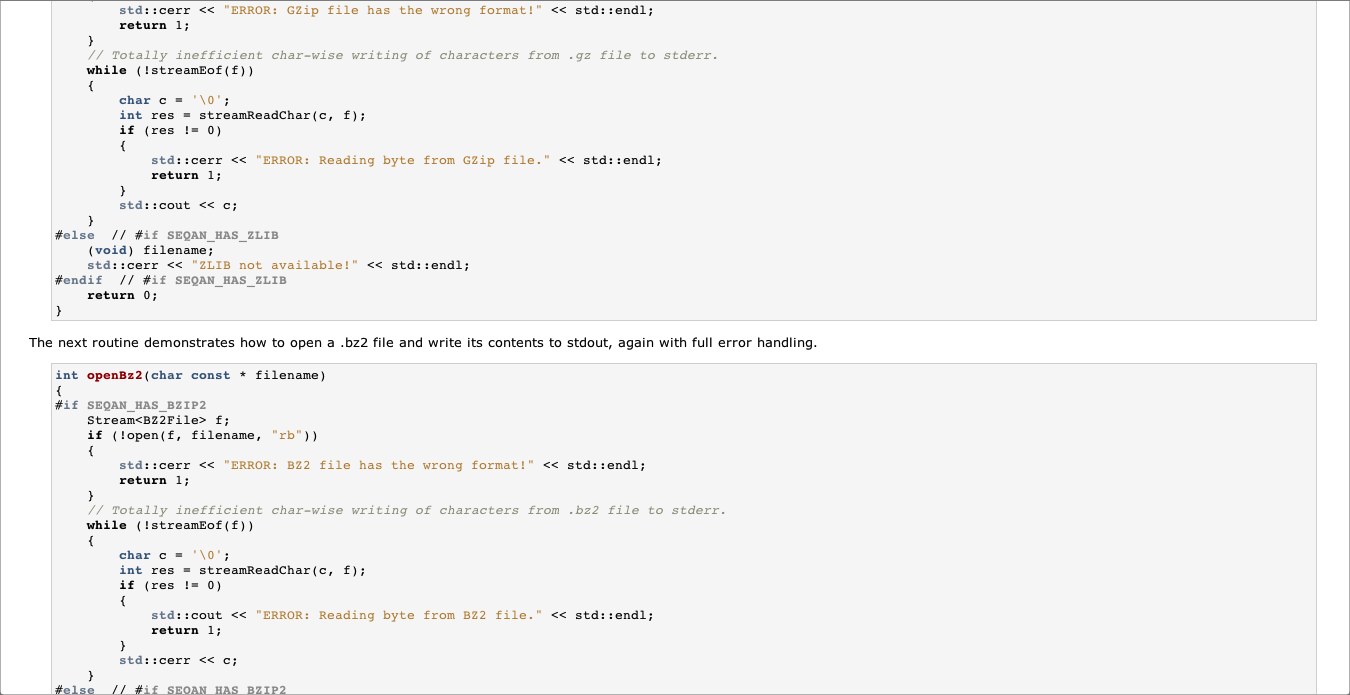 std::cerr << "ERROR: GZip file has the wrong format!" << std::endl;
        return 1;
    }
    // Totally inefficient char-wise writing of characters from .gz file to stderr.
    while (!streamEof(f))
    {
        char c = '\0';
        int res = streamReadChar(c, f);
        if (res != 0)
        {
            std::cerr << "ERROR: Reading byte from GZip file." << std::endl;
            return 1;
        }
        std::cout << c;
    }
#else  // #if SEQAN_HAS_ZLIB
    (void) filename;
    std::cerr << "ZLIB not available!" << std::endl;
#endif  // #if SEQAN_HAS_ZLIB
    return 0;
}
The next routine demonstrates how to open a .bz2 file and write its contents to stdout, again with full error handling.
int openBz2(char const * filename)
{
#if SEQAN_HAS_BZIP2
    Stream<BZ2File> f;
    if (!open(f, filename, "rb"))
    {
        std::cerr << "ERROR: BZ2 file has the wrong format!" << std::endl;
        return 1;
    }
    // Totally inefficient char-wise writing of characters from .bz2 file to stderr.
    while (!streamEof(f))
    {
        char c = '\0';
        int res = streamReadChar(c, f);
        if (res != 0)
        {
            std::cout << "ERROR: Reading byte from BZ2 file." << std::endl;
            return 1;
        }
        std::cerr << c;
    }
#else  // #if SEQAN_HAS_BZIP2